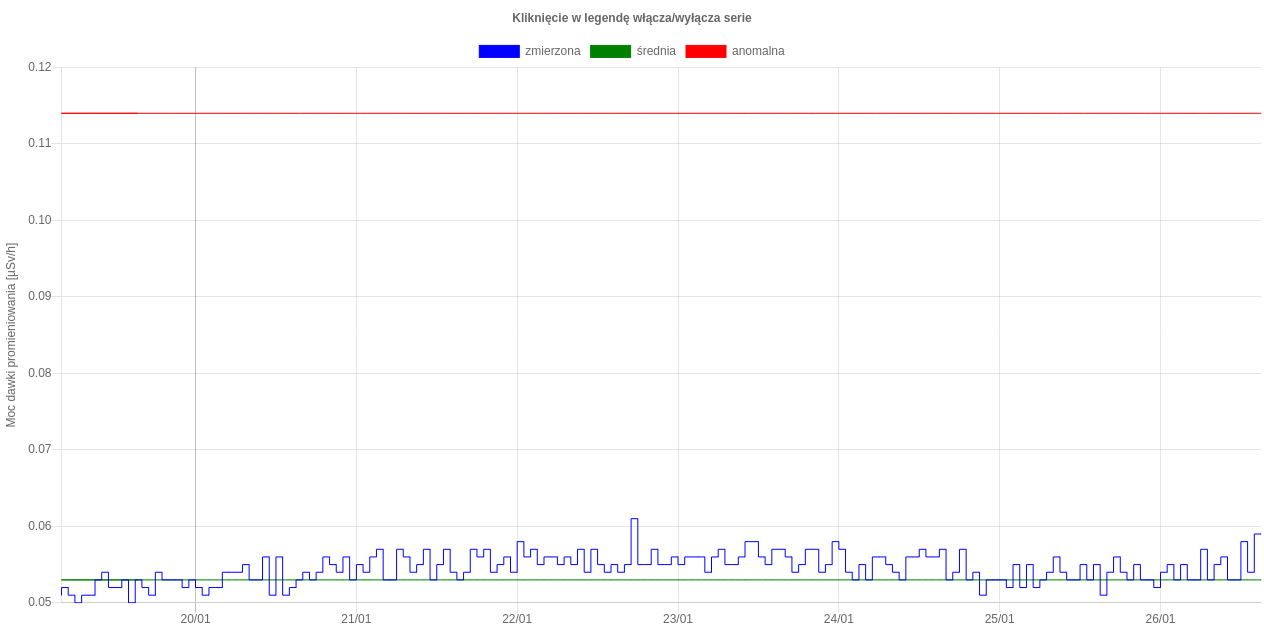 Kliknięcie w legendę włącza/wyłącza serie
zmierzona średnia anomalna
Moc dawki promieniowania [µSv/h]
0.12
0.11
0.10
0.09
0.08
0.07
0.06
0.05
20/01 21/01 22/01 23/01 24/01 25/01 26/01